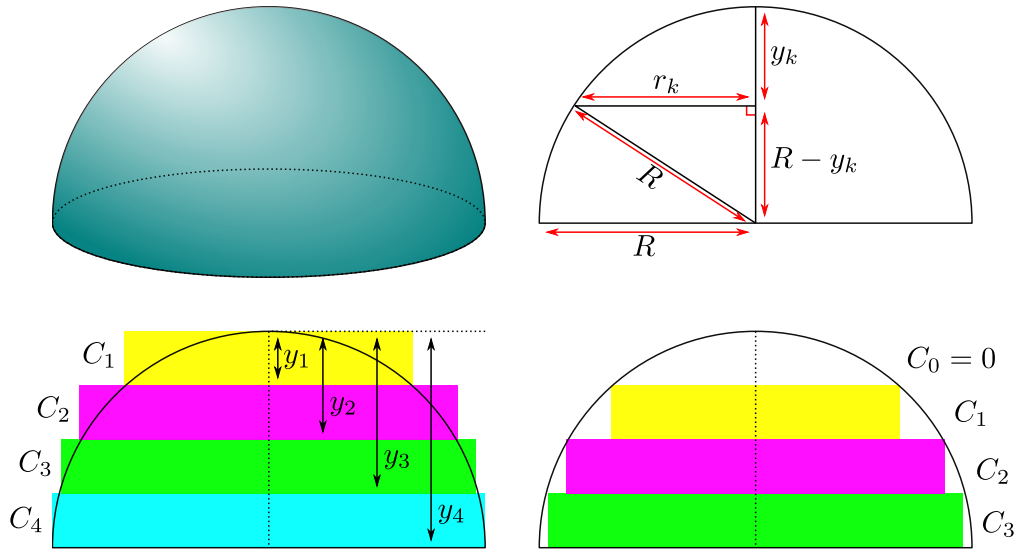 y_k
r_k
R − y_k
R
R
C_1
y_1
C_2
y_2
C_3
y_3
C_4
y_4
C_0 = 0
C_1
C_2
C_3